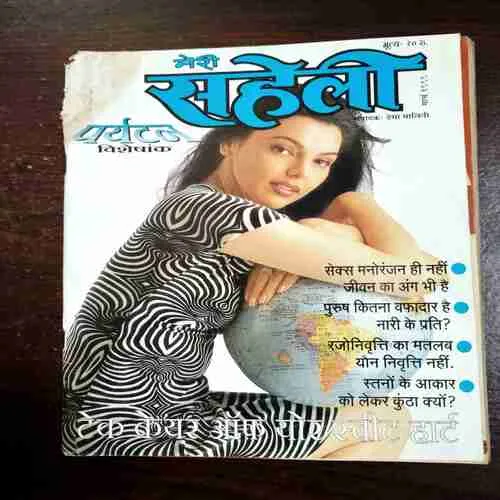 मूल्य- २० रु.
मेरी
सहेली
मार्च १९९९
संपादक- हेमा मालिनी
पर्यटन
विशेषांक
सेक्स मनोरंजन ही नहीं
जीवन का अंग भी है
पुरुष कितना वफादार है
नारी के प्रति?
रजोनिवृत्ति का मतलब
यौन निवृत्ति नहीं.
स्तनों के आकार
को लेकर कुंठा क्यों?
टेक केयर ऑफ योर स्वीट हार्ट